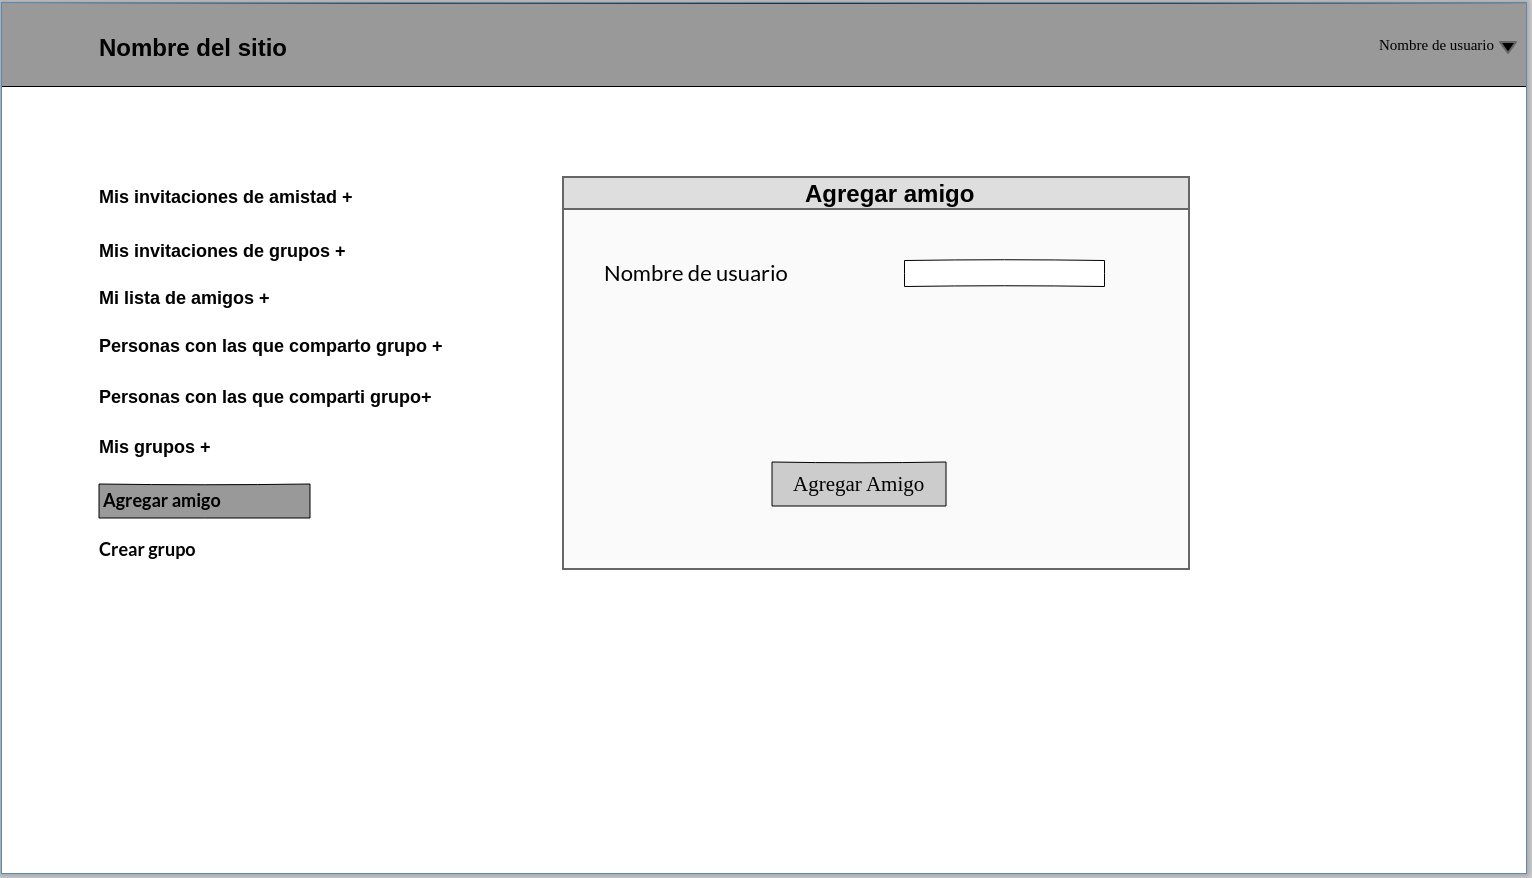 Nombre del sitio
Nombre de usuario
Mis invitaciones de amistad +
Mis invitaciones de grupos +
Mi lista de amigos +
Personas con las que comparto grupo +
Personas con las que comparti grupo+
Mis grupos +
Agregar amigo
Crear grupo
Agregar amigo
Nombre de usuario
Agregar Amigo